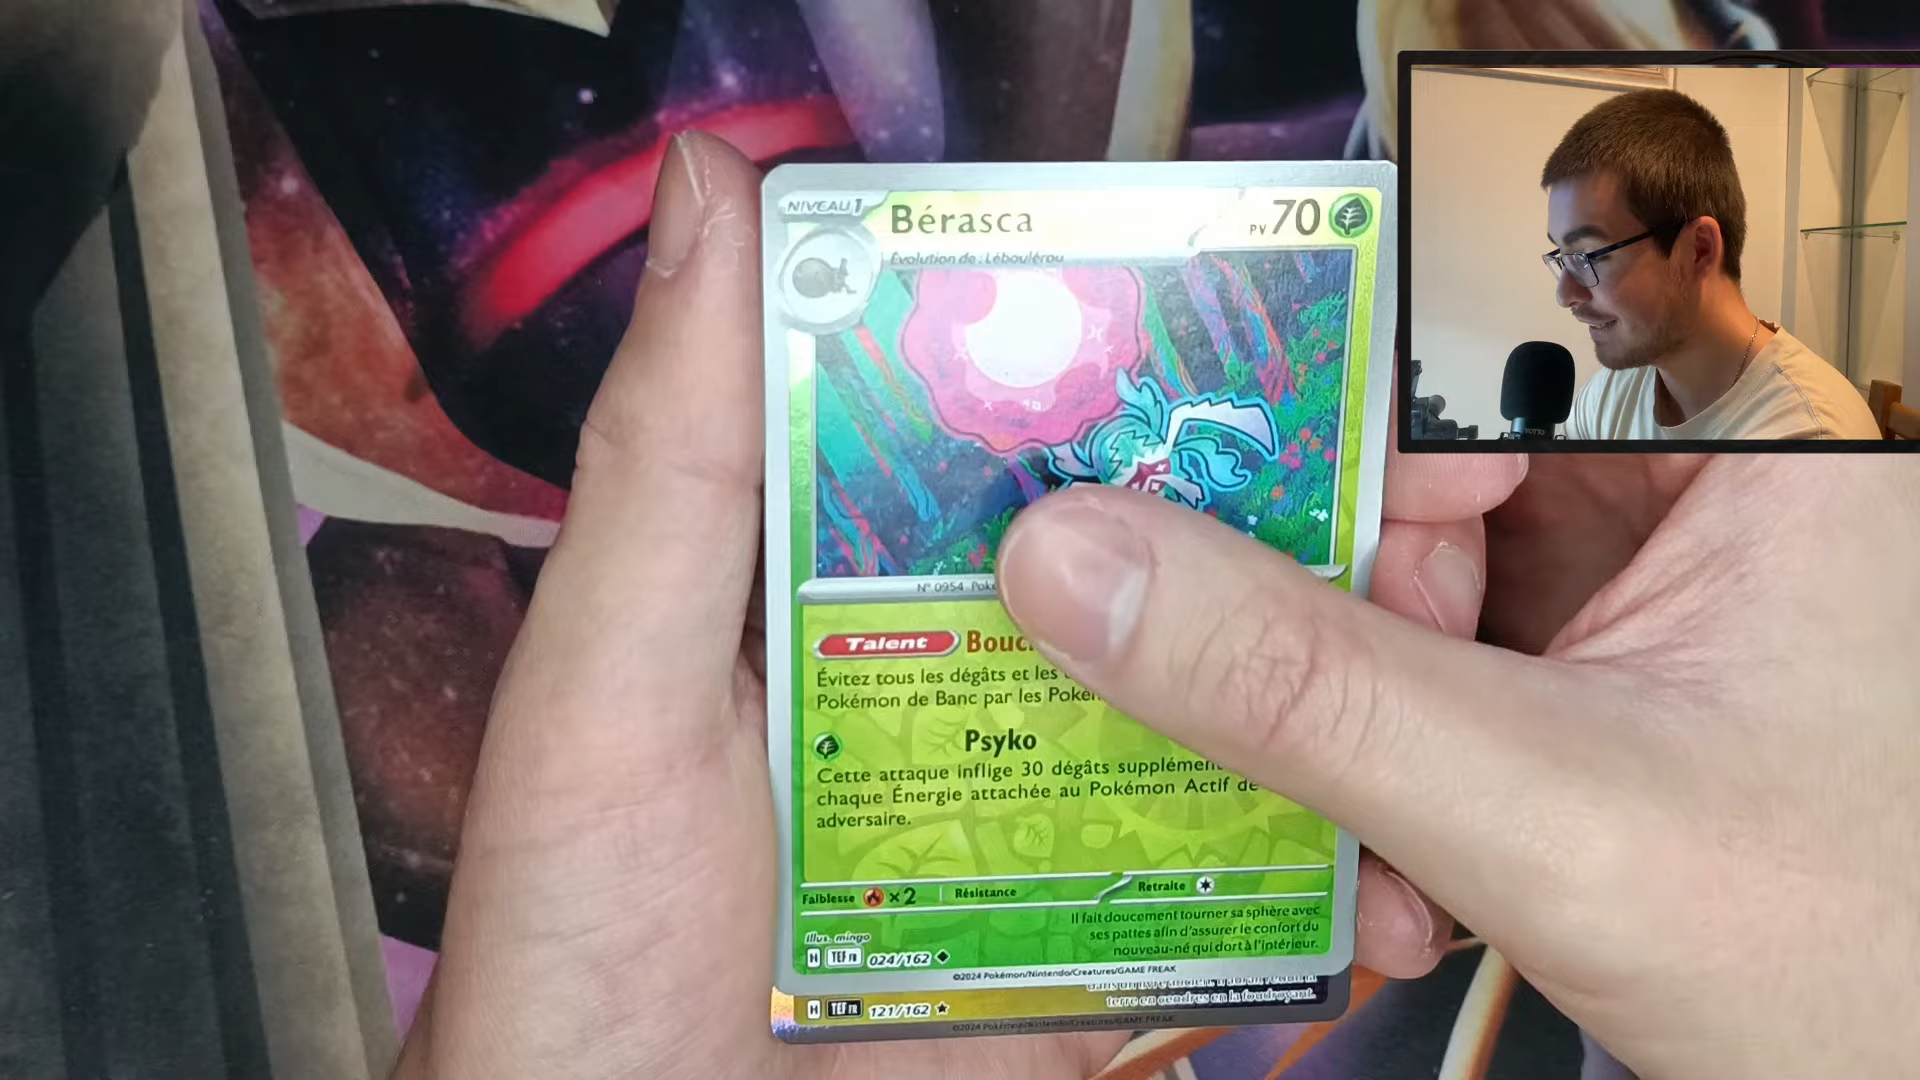 NIVEAU 1
Bérasca
PV 70
Évolution de : Léboulérou
N° 0954
Talent
Évitez tous les dégâts et les
Pokémon de Banc par les
Psyko
Cette attaque inflige 30 dégâts
chaque Énergie attachée au Pokémon Actif de
adversaire.
Faiblesse ×2 Résistance Retraite
Il fait doucement tourner sa sphère avec
ses pattes afin d'assurer le confort du
nouveau-né qui dort à l'intérieur.
Illus. mingo
H TEF FR 024/162
©2024 Pokémon/Nintendo/Creatures/GAME FREAK
terre en cendres en la foudroyant.
H TEF FR 121/162
©2024 Pokémon/Nintendo/Creatures/GAME FREAK